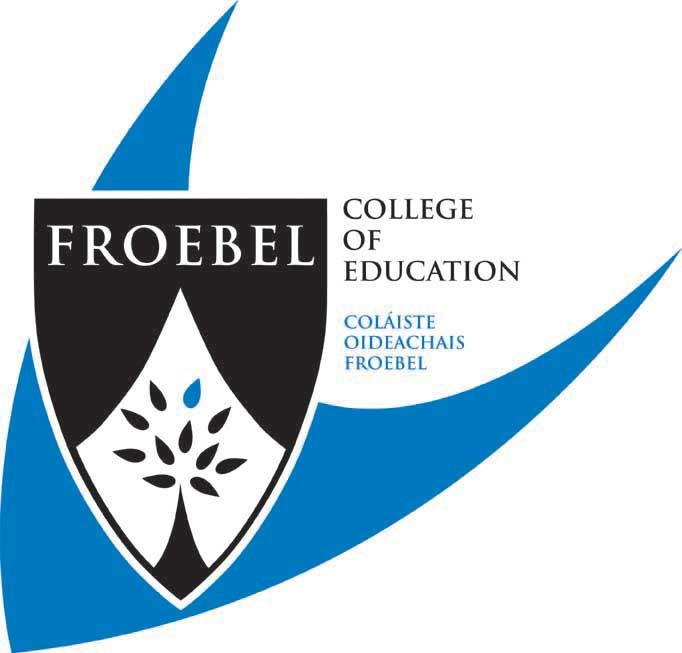 FROEBEL
COLLEGE
OF
EDUCATION
COLÁISTE
OIDEACHAIS
FROEBEL